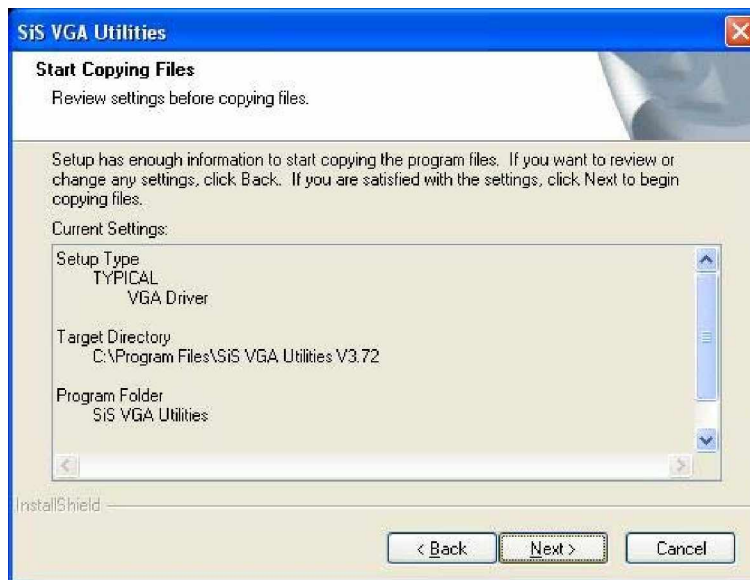 SiS VGA Utilities
Start Copying Files
Review settings before copying files.
Setup has enough information to start copying the program files. If you want to review or
change any settings, click Back. If you are satisfied with the settings, click Next to begin
copying files.
Current Settings:
Setup Type
TYPICAL
VGA Driver
Target Directory
C:\Program Files\SiS VGA Utilities V3.72
Program Folder
SiS VGA Utilities
InstallShield
< Back
Next >
Cancel